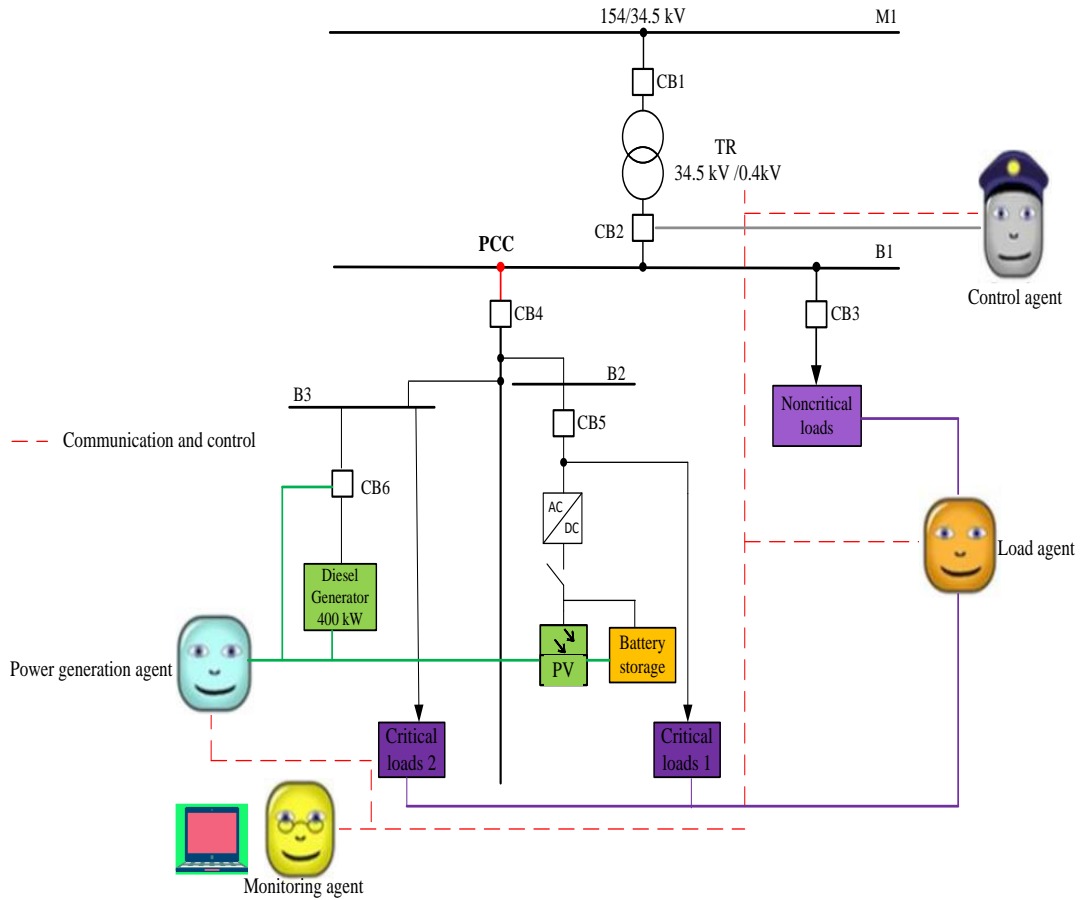 154/34.5 kV
M1
CB1
TR
34.5 kV /0.4kV
CB2
PCC
B1
Control agent
CB4
CB3
B2
B3
Noncritical
loads
CB5
Communication and control
CB6
AC
DC
Load agent
Diesel
Generator
400 kW
Power generation agent
PV
Battery
storage
Critical
loads 2
Critical
loads 1
Monitoring agent